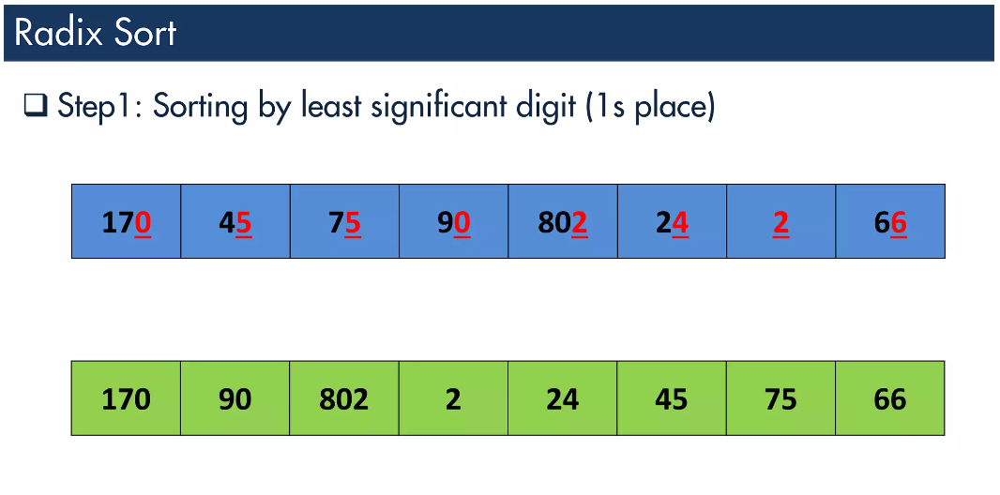 Radix Sort
Step1: Sorting by least significant digit (1s place)
170 45 75 90 802 24 2 66
170 90 802 2 24 45 75 66